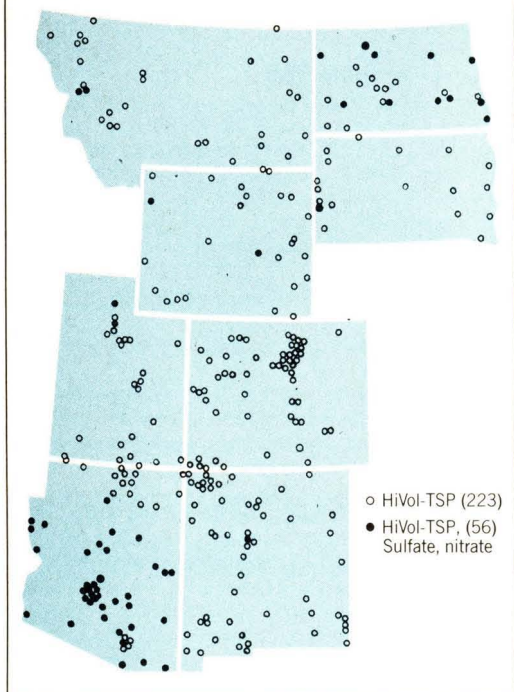 ○ HiVol-TSP (223)
● HiVol-TSP, (56)
Sulfate, nitrate